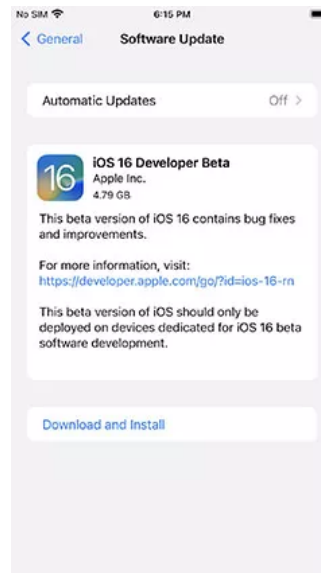 No SIM 6:15 PM
General Software Update
Automatic Updates Off
16 iOS 16 Developer Beta
Apple Inc.
4.79 GB
This beta version of iOS 16 contains bug fixes
and improvements.
For more information, visit:
https://developer.apple.com/go/?id=ios-16-rn
This beta version of iOS should only be
deployed on devices dedicated for iOS 16 beta
software development.
Download and Install